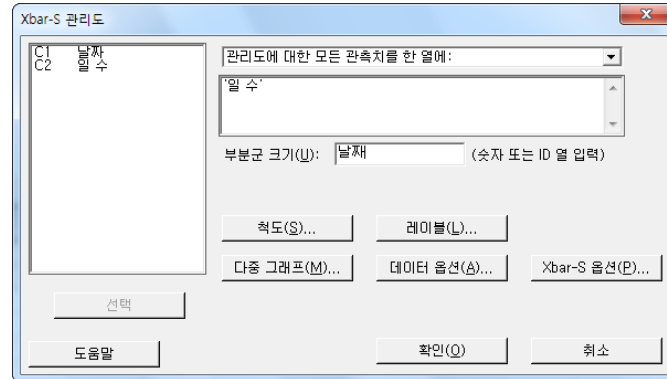 Xbar-S 관리도
C1 날짜
C2 일 수
관리도에 대한 모든 관측치를 한 열에:
'일 수'
부분군 크기(U): 날짜 (숫자 또는 ID 열 입력)
척도(S)... 레이블(L)...
다중 그래프(M)... 데이터 옵션(A)... Xbar-S 옵션(P)...
선택
도움말 확인(O) 취소